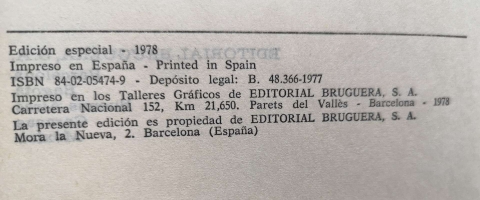 Edición especial - 1978
Impreso en España - Printed in Spain
ISBN 84-02-05474-9 - Depósito legal: B. 48.366-1977
Impreso en los Talleres Gráficos de EDITORIAL BRUGUERA, S. A.
Carretera Nacional 152, Km 21,650. Parets del Vallès - Barcelona - 1978
La presente edición es propiedad de EDITORIAL BRUGUERA, S. A.
Mora la Nueva, 2. Barcelona (España)